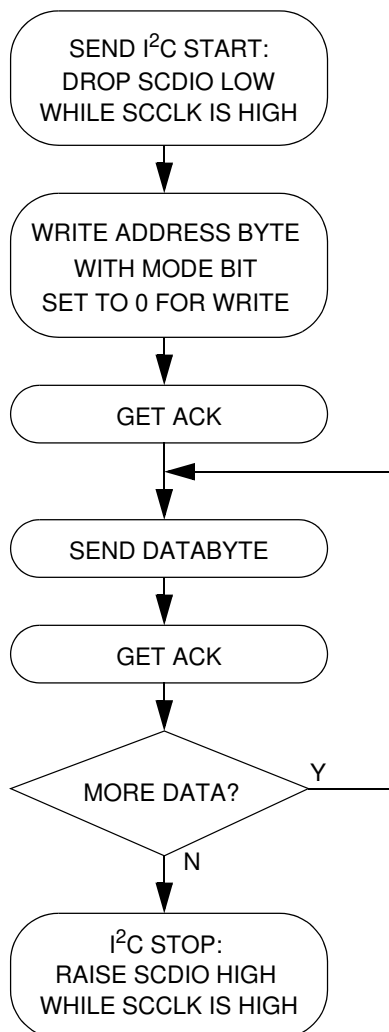 SEND I²C START:
DROP SCDIO LOW
WHILE SCCLK IS HIGH
WRITE ADDRESS BYTE
WITH MODE BIT
SET TO 0 FOR WRITE
GET ACK
SEND DATABYTE
GET ACK
MORE DATA?
Y
N
I²C STOP:
RAISE SCDIO HIGH
WHILE SCCLK IS HIGH